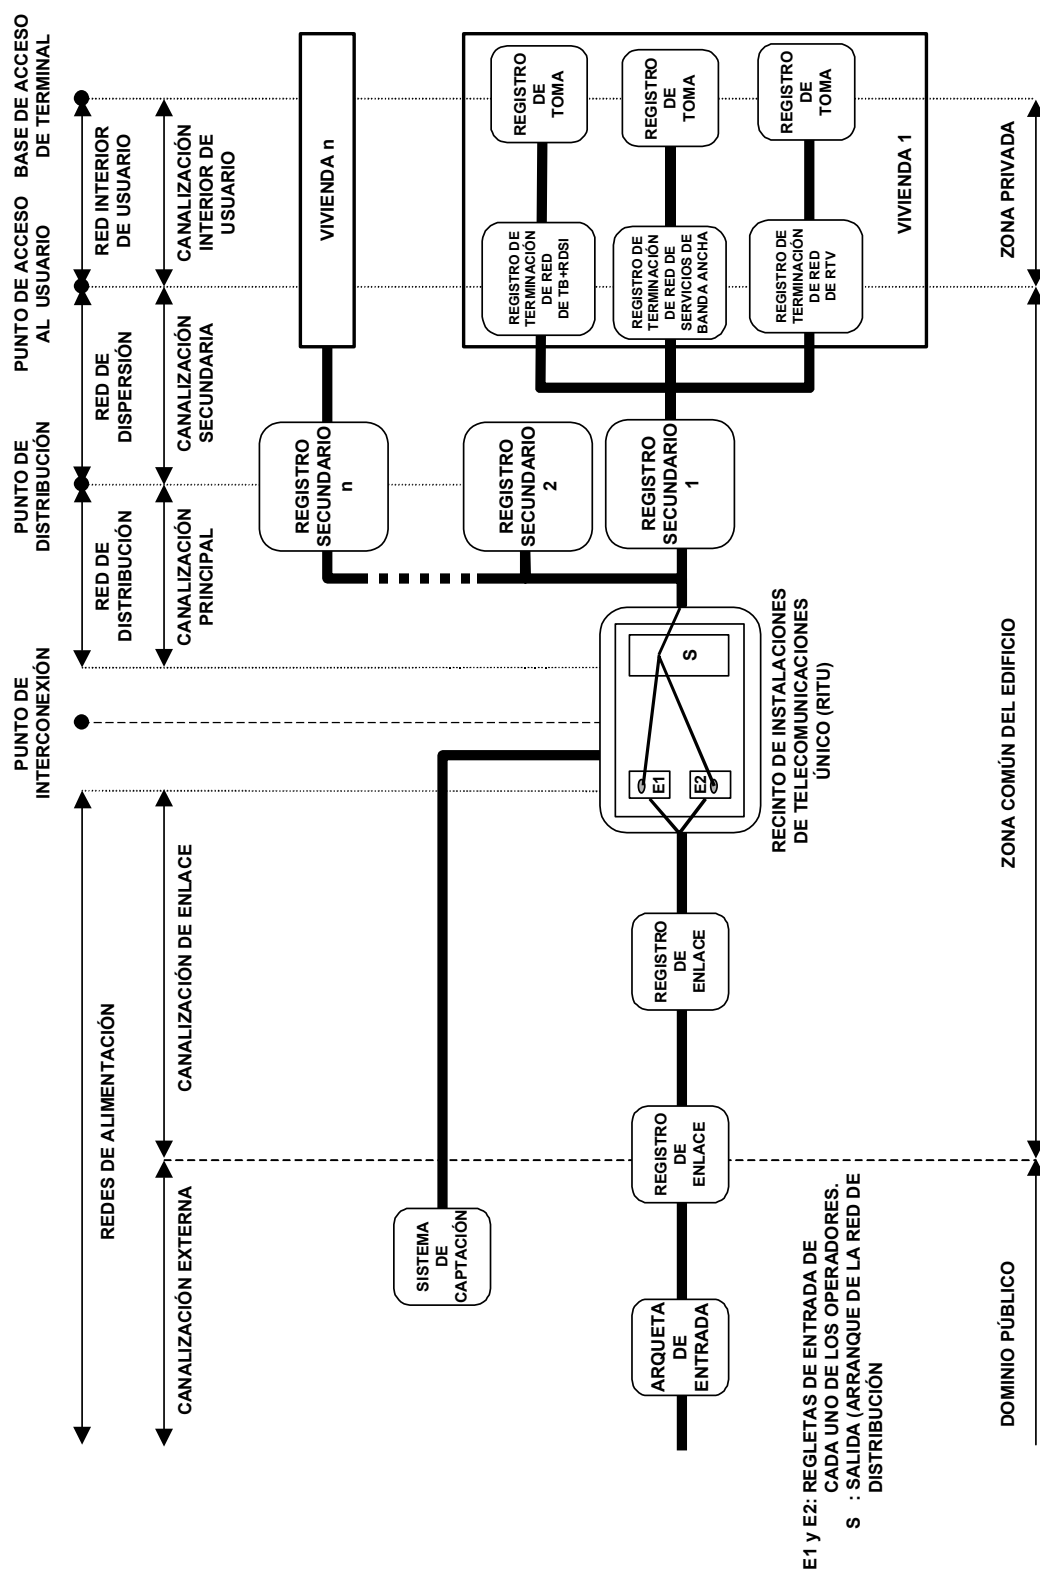 PUNTO DE
INTERCONEXIÓN
PUNTO DE
DISTRIBUCIÓN
PUNTO DE ACCESO
AL USUARIO
BASE DE ACCESO
DE TERMINAL
REDES DE ALIMENTACIÓN
RED DE
DISTRIBUCIÓN
RED DE
DISPERSIÓN
RED INTERIOR
DE USUARIO
CANALIZACIÓN EXTERNA
CANALIZACIÓN DE ENLACE
CANALIZACIÓN
PRINCIPAL
CANALIZACIÓN
SECUNDARIA
CANALIZACIÓN
INTERIOR DE
USUARIO
REGISTRO
SECUNDARIO
n
VIVIENDA n
SISTEMA
DE
CAPTACIÓN
REGISTRO
SECUNDARIO
2
REGISTRO DE
TERMINACIÓN
DE RED
DE TB+RDSI
REGISTRO
DE
TOMA
ARQUETA
DE
ENTRADA
REGISTRO
DE
ENLACE
REGISTRO
DE
ENLACE
E1
E2
S
REGISTRO
SECUNDARIO
1
REGISTRO DE
TERMINACIÓN
DE RED DE
SERVICIOS DE
BANDA ANCHA
REGISTRO
DE
TOMA
REGISTRO DE
TERMINACIÓN
DE RED
DE RTV
REGISTRO
DE
TOMA
VIVIENDA 1
RECINTO DE INSTALACIONES
DE TELECOMUNICACIONES
ÚNICO (RITU)
E1 y E2: REGLETAS DE ENTRADA DE
CADA UNO DE LOS OPERADORES.
S : SALIDA (ARRANQUE DE LA RED DE
DISTRIBUCIÓN
DOMINIO PÚBLICO
ZONA COMÚN DEL EDIFICIO
ZONA PRIVADA